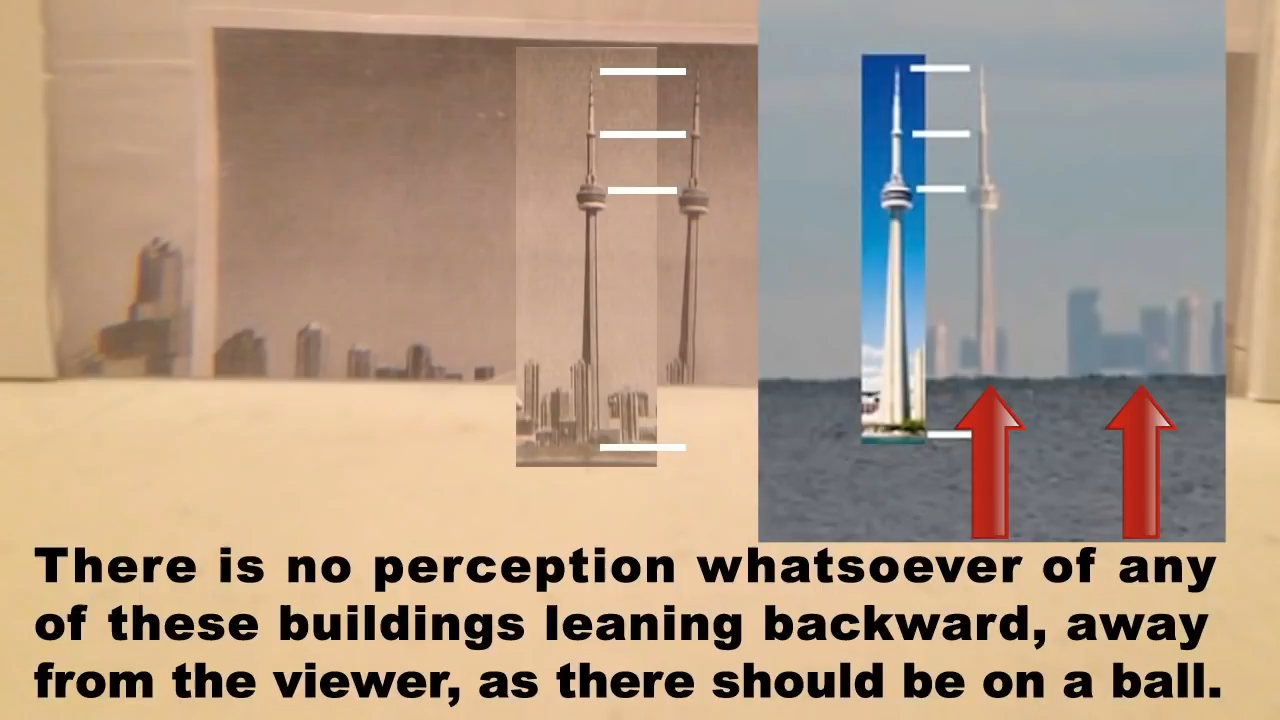 There is no perception whatsoever of any
of these buildings leaning backward, away
from the viewer, as there should be on a ball.